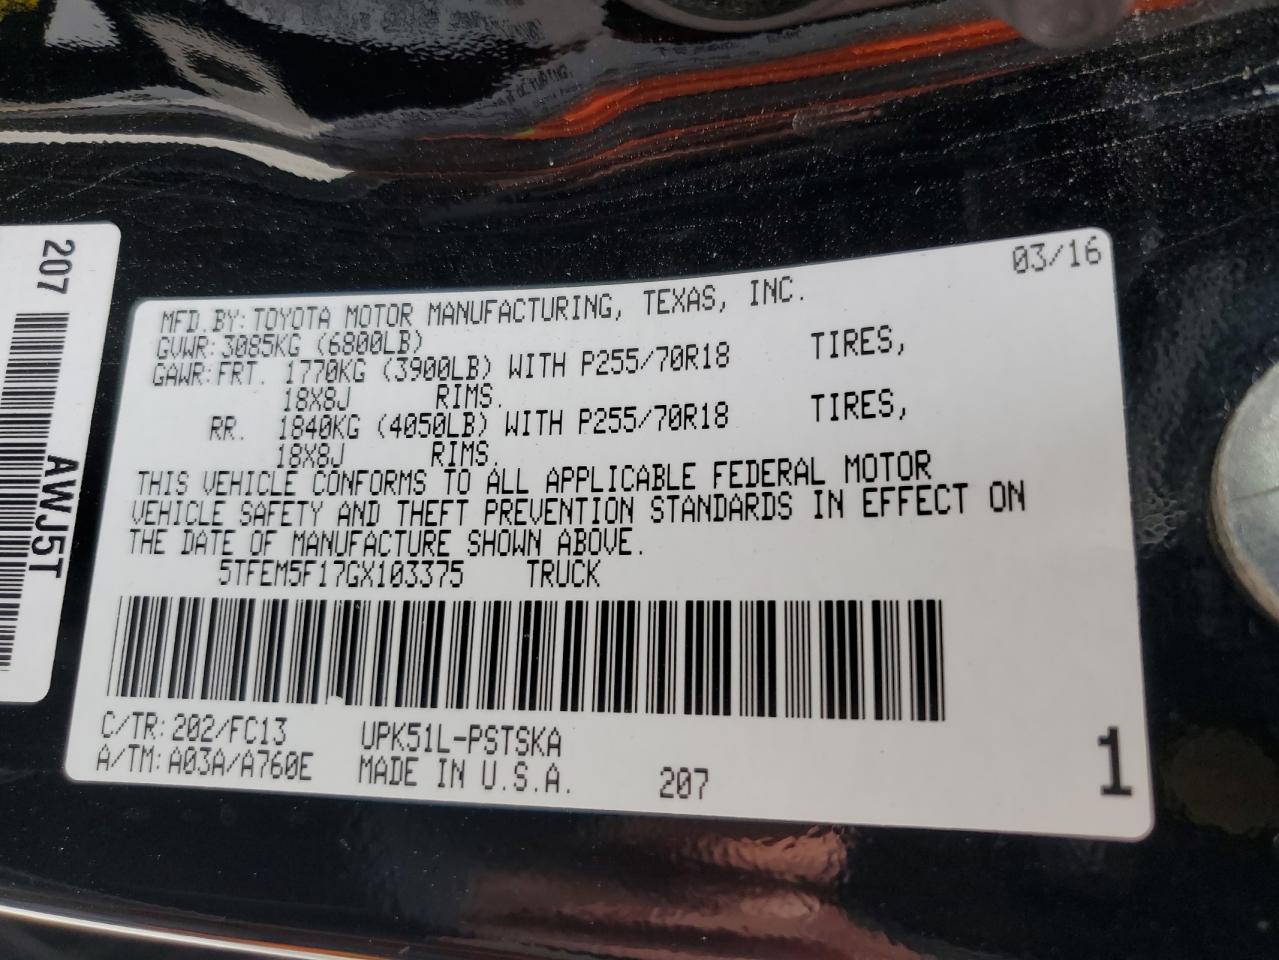 207
AWJ5T
03/16
MFD.BY:TOYOTA MOTOR MANUFACTURING, TEXAS, INC.
GVWR:3085KG (6800LB)
GAWR:FRT. 1770KG (3900LB) WITH P255/70R18 TIRES,
18X8J RIMS.
RR. 1840KG (4050LB) WITH P255/70R18 TIRES,
18X8J RIMS.
THIS VEHICLE CONFORMS TO ALL APPLICABLE FEDERAL MOTOR
VEHICLE SAFETY AND THEFT PREVENTION STANDARDS IN EFFECT ON
THE DATE OF MANUFACTURE SHOWN ABOVE.
5TFEM5F17GX103375 TRUCK
C/TR:202/FC13 UPK51L-PSTSKA
A/TM:A03A/A760E MADE IN U.S.A. 207
1